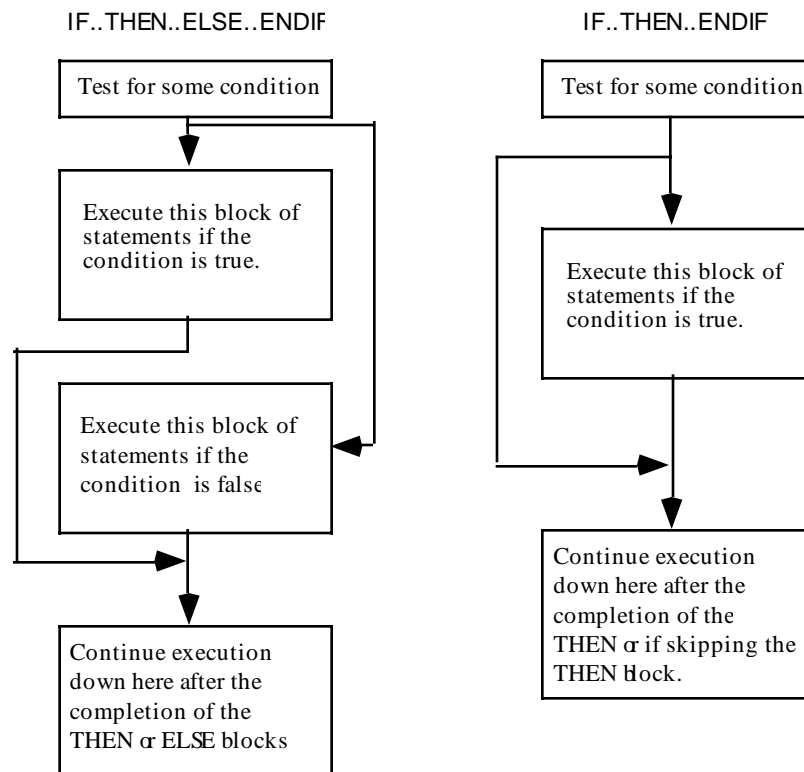 IF..THEN..ELSE..ENDIF
Test for some condition
Execute this block of
statements if the
condition is true.
Execute this block of
statements if the
condition is false
Continue execution
down here after the
completion of the
THEN or ELSE blocks
IF..THEN..ENDIF
Test for some condition
Execute this block of
statements if the
condition is true.
Continue execution
down here after the
completion of the
THEN or if skipping the
THEN block.